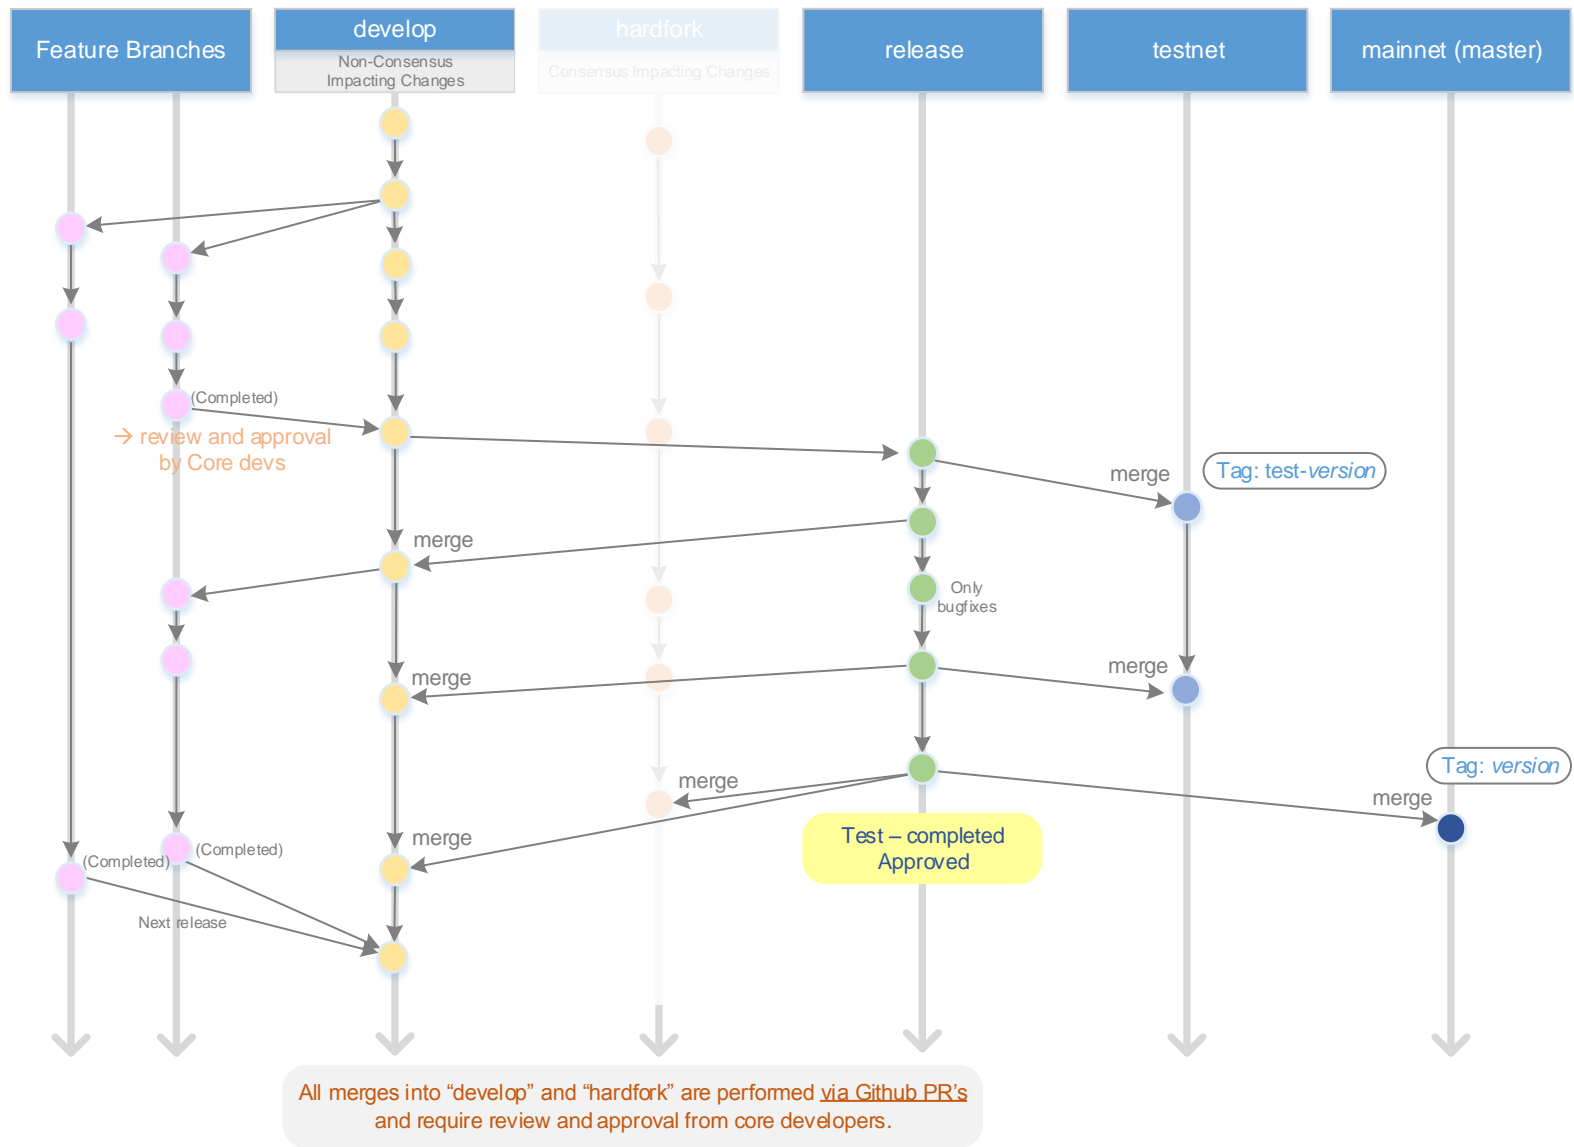 Feature Branches
develop
Non-Consensus
Impacting Changes
hardfork
Consensus Impacting Changes
release
testnet
mainnet (master)
(Completed)
→ review and approval
by Core devs
merge
Tag: test-version
merge
Only
bugfixes
merge
merge
merge
Tag: version
merge
merge
Test – completed
Approved
(Completed)
(Completed)
Next release
All merges into “develop” and “hardfork” are performed via Github PR’s
and require review and approval from core developers.